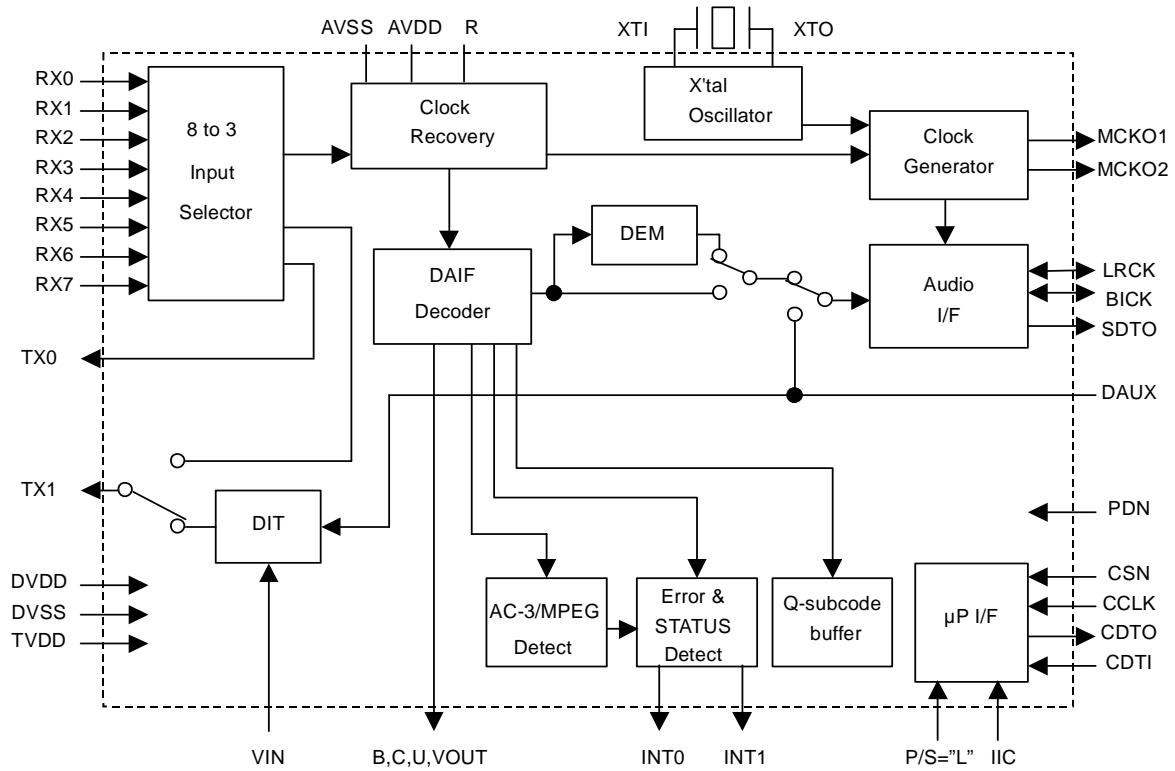 AVSS AVDD R
XTI XTO
RX0
RX1
RX2
RX3
RX4
RX5
RX6
RX7
8 to 3
Input
Selector
Clock
Recovery
X'tal
Oscillator
Clock
Generator
MCKO1
MCKO2
DEM
DAIF
Decoder
Audio
I/F
LRCK
BICK
SDTO
TX0
DAUX
TX1
DIT
PDN
DVDD
DVSS
TVDD
AC-3/MPEG
Detect
Error &
STATUS
Detect
Q-subcode
buffer
µP I/F
CSN
CCLK
CDTO
CDTI
VIN
B,C,U,VOUT
INT0
INT1
P/S=”L”
IIC